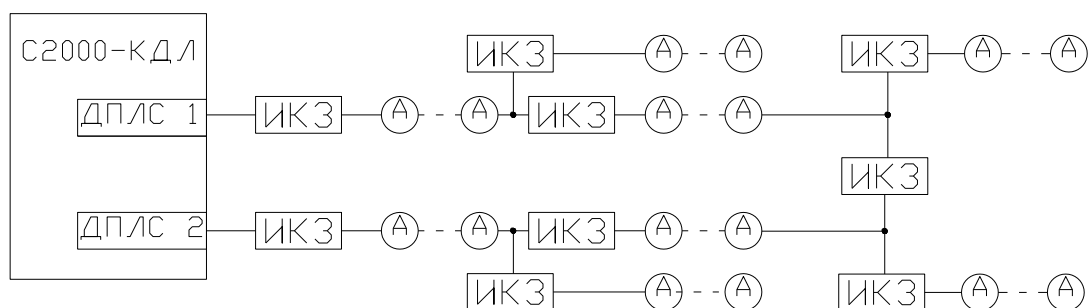 С2000-КДЛ
ИКЗ А А ИКЗ А А
ДПЛС 1 ИКЗ А А ИКЗ А А
ИКЗ
ДПЛС 2 ИКЗ А А ИКЗ А А
ИКЗ А А ИКЗ А А